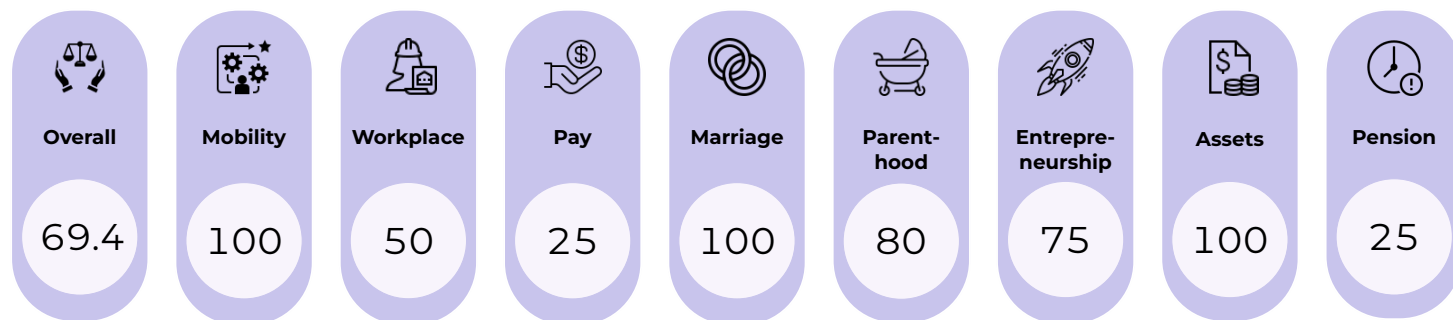 Overall
69.4
Mobility
100
Workplace
50
$
Pay
25
Marriage
100
Parent-
hood
80
Entrepre-
neurship
75
$
Assets
100
Pension
25